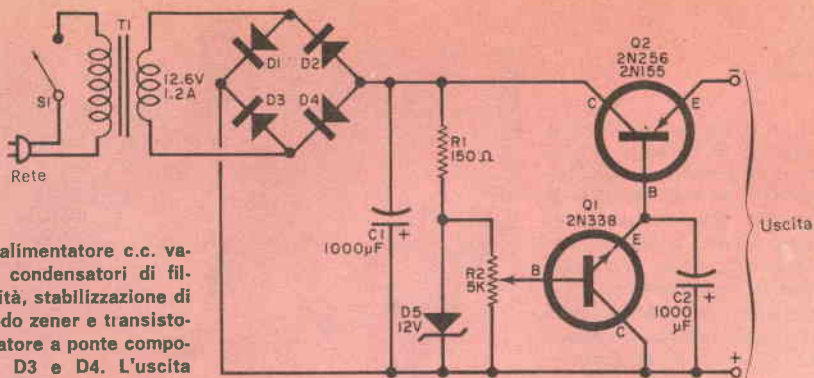 T1
S1
Rete
12.6V
1.2A
D1
D2
D3
D4
C1
1000µF
+
R1
150 Ω
D5
12V
R2
5K
B
Q1
2N338
E
C
Q2
2N256
2N155
C
E
B
C2
1000
µF
+
–
Uscita
+
alimentatore c.c. va-
condensatori di fil-
ità, stabilizzazione di
do zener e transisto-
atore a ponte compo-
D3 e D4. L'uscita